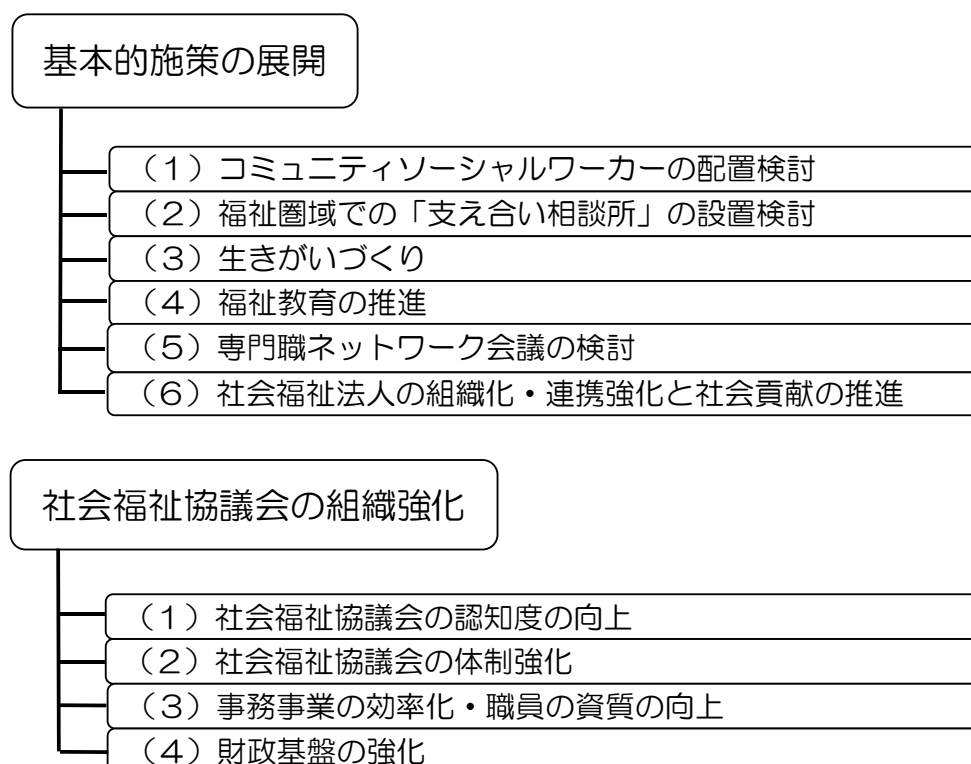 基本的施策の展開
(1)コミュニティソーシャルワーカーの配置検討
(2)福祉圏域での「支え合い相談所」の設置検討
(3)生きがいづくり
(4)福祉教育の推進
(5)専門職ネットワーク会議の検討
(6)社会福祉法人の組織化・連携強化と社会貢献の推進
社会福祉協議会の組織強化
(1)社会福祉協議会の認知度の向上
(2)社会福祉協議会の体制強化
(3)事務事業の効率化・職員の資質の向上
(4)財政基盤の強化